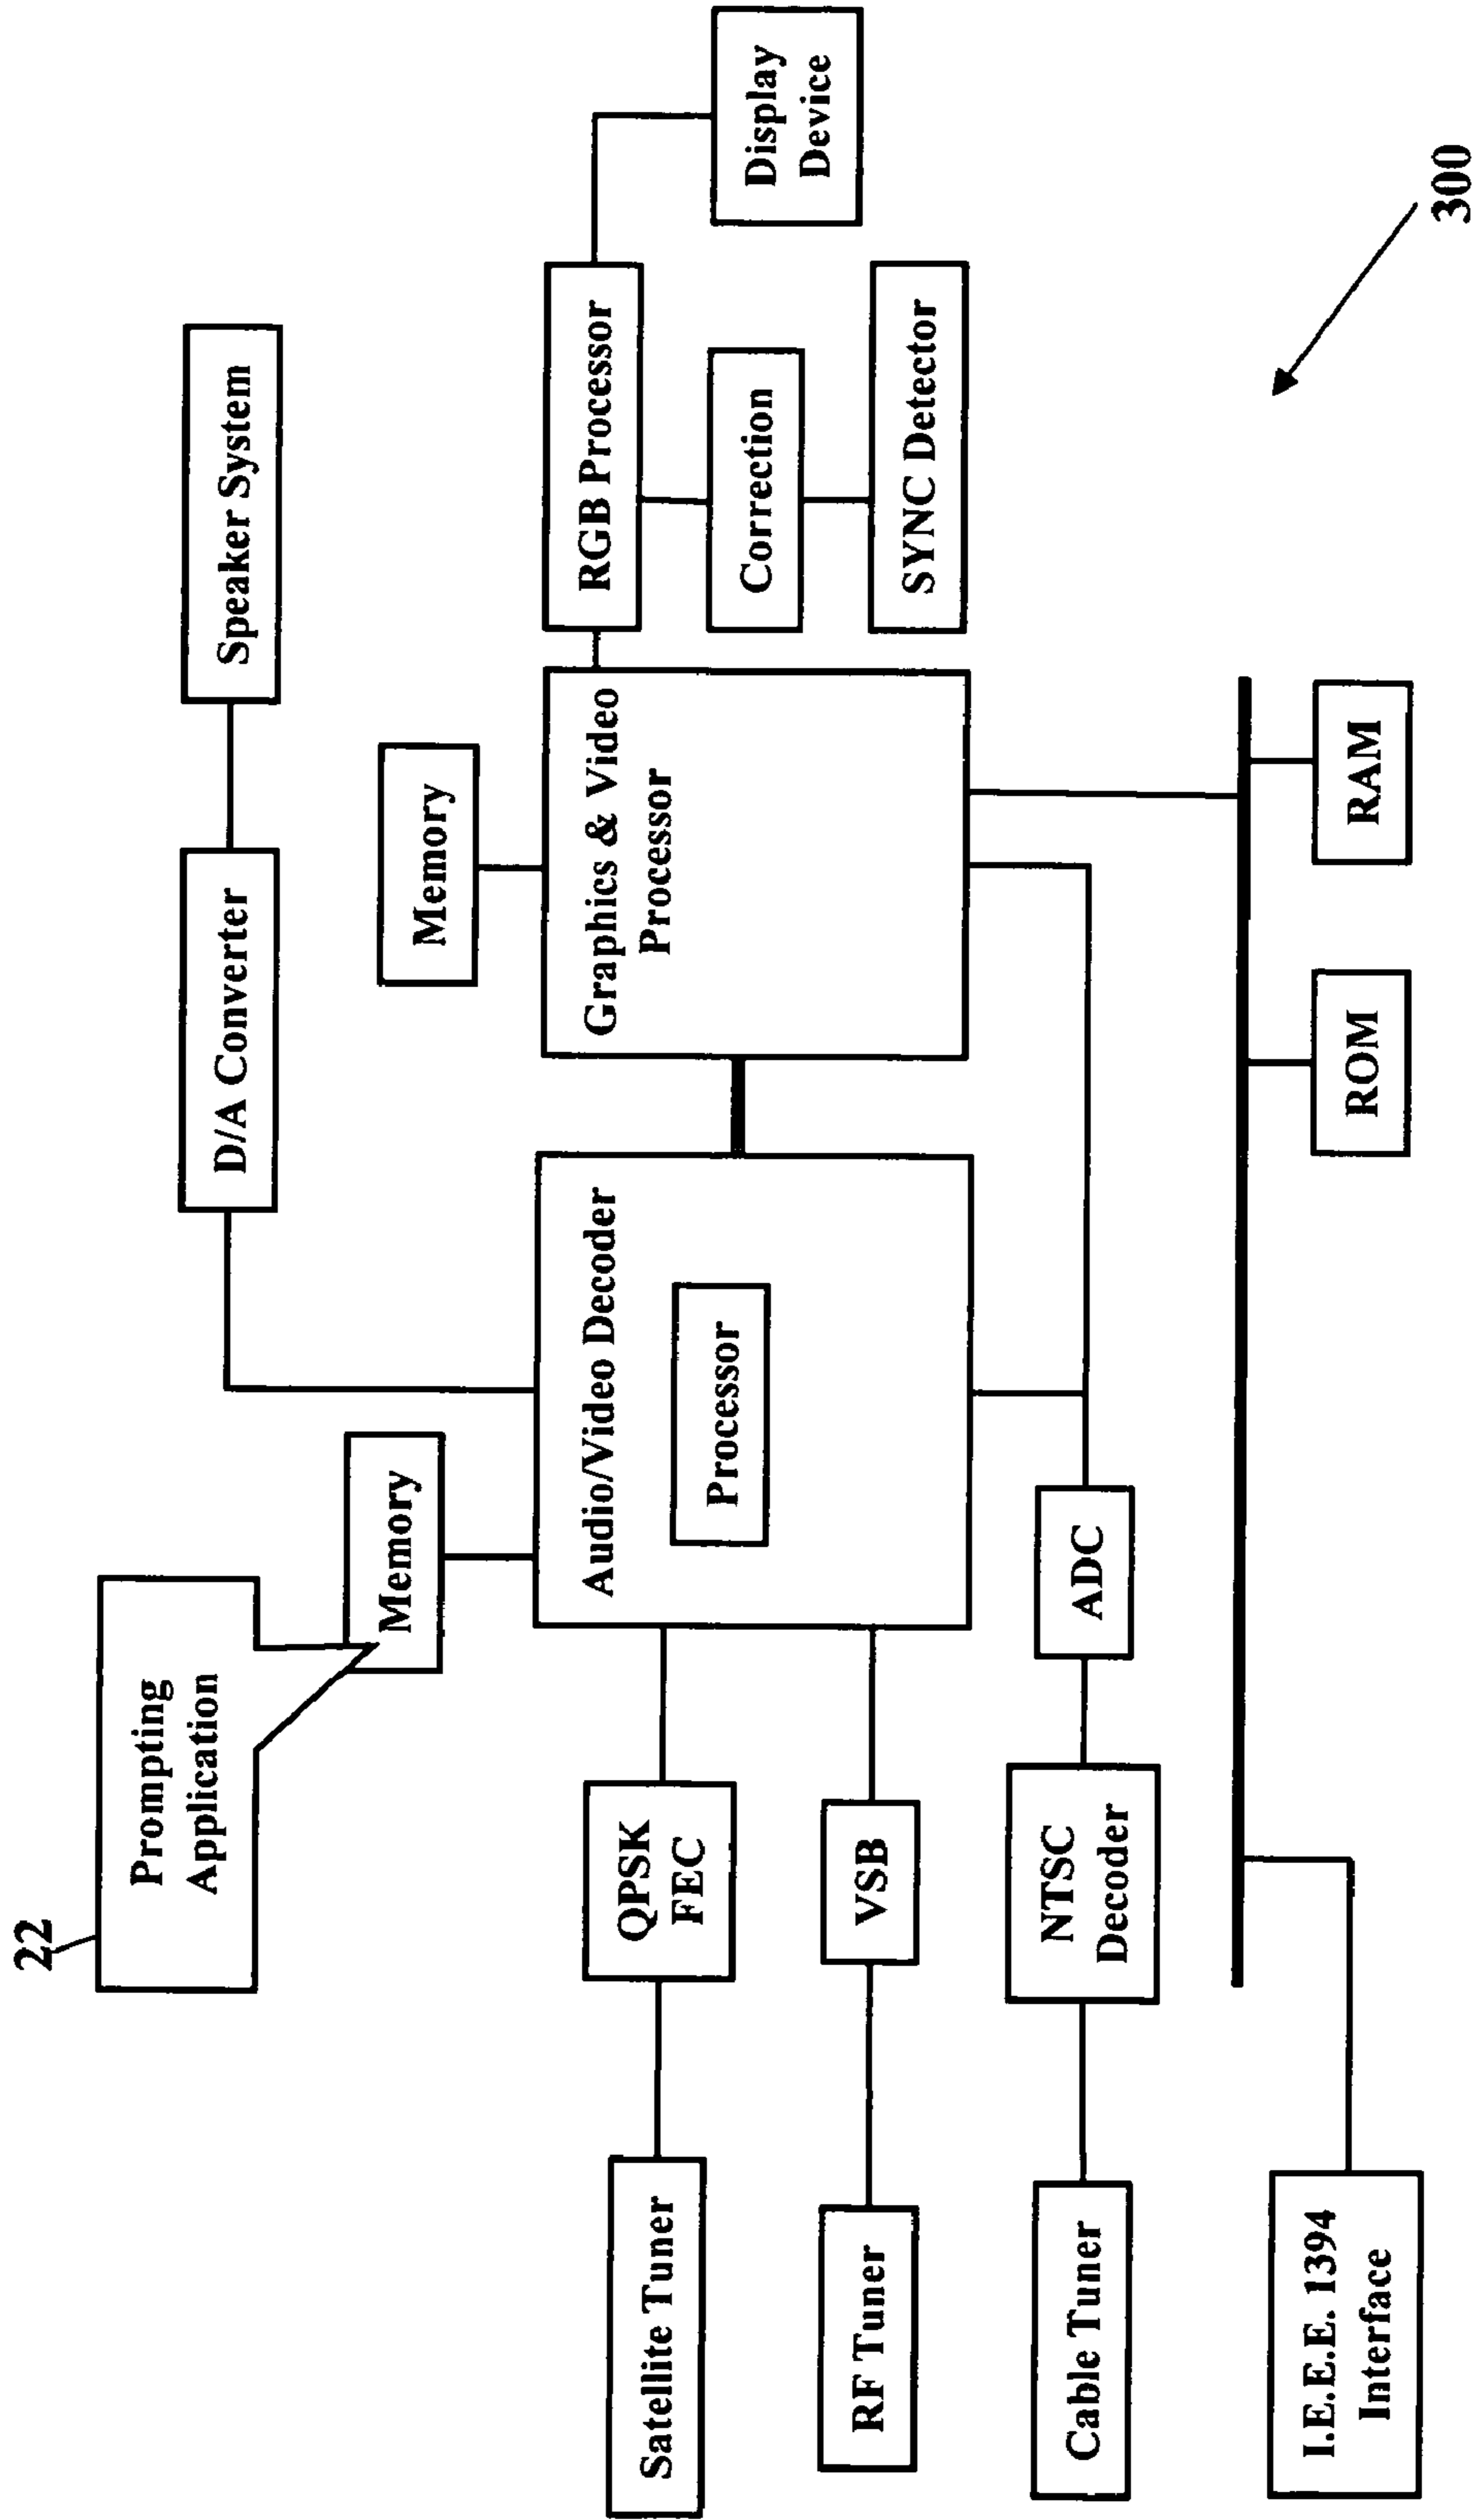 22
Prompting
Application
Memory
D/A Converter
Speaker System
Memory
Satellite Tuner
QPSK
FEC
Audio/Video Decoder
Processor
Graphics & Video
Processor
RGB Processor
Display
Device
Correction
RF Tuner
VSB
SYNC Detector
Cable Tuner
NTSC
Decoder
ADC
I.E.E.E. 1394
Interface
ROM
RAM
300